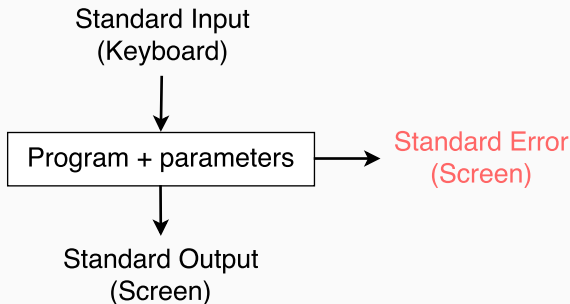 Standard Input
(Keyboard)
Program + parameters
Standard Error
(Screen)
Standard Output
(Screen)